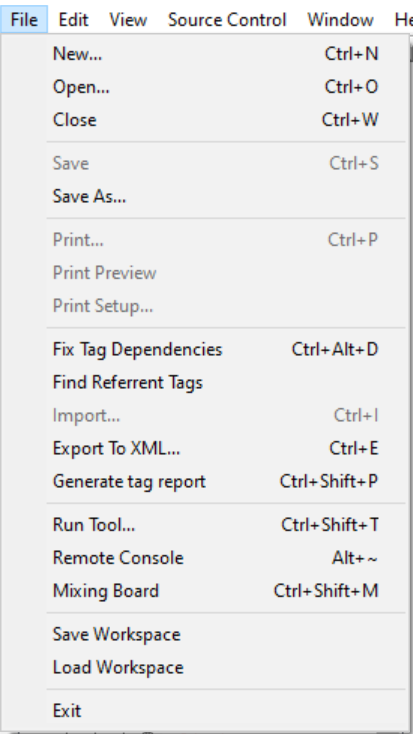 File Edit View Source Control Window He
New... Ctrl+N
Open... Ctrl+O
Close Ctrl+W
Save Ctrl+S
Save As...
Print... Ctrl+P
Print Preview
Print Setup...
Fix Tag Dependencies Ctrl+Alt+D
Find Referrent Tags
Import... Ctrl+I
Export To XML... Ctrl+E
Generate tag report Ctrl+Shift+P
Run Tool... Ctrl+Shift+T
Remote Console Alt+~
Mixing Board Ctrl+Shift+M
Save Workspace
Load Workspace
Exit